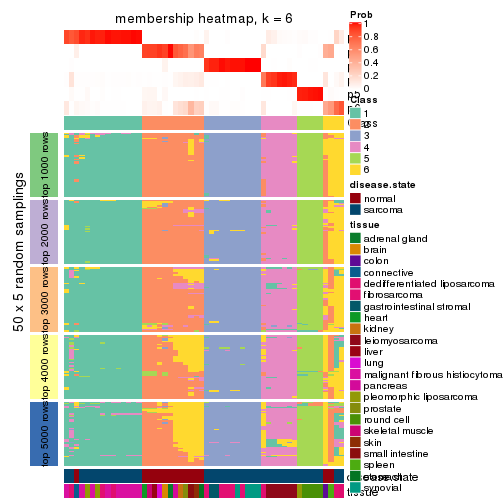 membership heatmap, k = 6
50 x 5 random samplings
top 1000 rows
top 2000 rows
top 3000 rows
top 4000 rows
top 5000 rows
Prob
1
0.8
0.6
0.4
0.2
0
Class
1
2
3
4
5
6
disease.state
normal
sarcoma
tissue
adrenal gland
brain
colon
connective
dedifferentiated liposarcoma
fibrosarcoma
gastrointestinal stromal
heart
kidney
leiomyosarcoma
liver
lung
malignant fibrous histiocytoma
pancreas
pleomorphic liposarcoma
prostate
round cell
skeletal muscle
skin
small intestine
spleen
stomach
synovial
disease.state
tissue